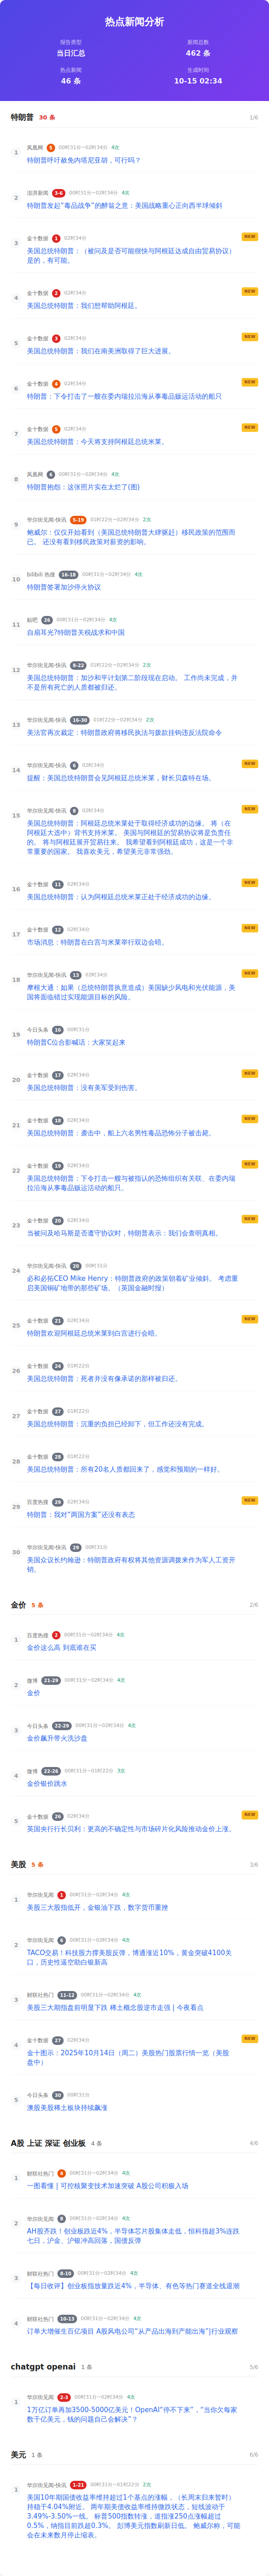 热点新闻分析
报告类型
当日汇总
新闻总数
462 条
热点新闻
46 条
生成时间
10-15 02:34
特朗普 30 条 1/6
1 凤凰网 5 00时31分~02时34分 4次
特朗普呼吁赦免内塔尼亚胡，可行吗？
2 澎湃新闻 3-6 00时31分~02时34分 4次
特朗普发起“毒品战争”的醉翁之意：美国战略重心正向西半球倾斜
3 金十数据 1 02时34分 NEW
美国总统特朗普：（被问及是否可能很快与阿根廷达成自由贸易协议）
是的，有可能。
4 金十数据 2 02时34分 NEW
美国总统特朗普：我们想帮助阿根廷。
5 金十数据 3 02时34分 NEW
美国总统特朗普：我们在南美洲取得了巨大进展。
6 金十数据 4 02时34分 NEW
特朗普：下令打击了一艘在委内瑞拉沿海从事毒品贩运活动的船只
7 金十数据 5 02时34分 NEW
美国总统特朗普：今天将支持阿根廷总统米莱。
8 凤凰网 6 00时31分~02时34分 4次
特朗普抱怨：这张照片实在太烂了(图)
9 华尔街见闻-快讯 5-19 01时22分~02时34分 2次
鲍威尔：仅仅开始看到（美国总统特朗普大肆驱赶）移民政策的范围而
已。 还没有看到移民政策对薪资的影响。
10 bilibili 热搜 16-18 00时31分~02时34分 4次
特朗普签署加沙停火协议
11 贴吧 26 00时31分~02时34分 4次
自扇耳光?特朗普关税战求和中国
12 华尔街见闻-快讯 8-22 01时22分~02时34分 2次
美国总统特朗普：加沙和平计划第二阶段现在启动。 工作尚未完成，并
不是所有死亡的人质都被归还。
13 华尔街见闻-快讯 16-30 01时22分~02时34分 2次
美法官再次裁定：特朗普政府将移民执法与拨款挂钩违反法院命令
14 华尔街见闻-快讯 6 02时34分 NEW
提醒：美国总统特朗普会见阿根廷总统米莱，财长贝森特在场。
15 华尔街见闻-快讯 8 02时34分 NEW
美国总统特朗普：阿根廷总统米莱处于取得经济成功的边缘。 将（在
阿根廷大选中）背书支持米莱。 美国与阿根廷的贸易协议将是负责任
的。 将与阿根廷展开贸易往来。 我希望看到阿根廷成功，这是一个非
常重要的国家。 我喜欢美元，希望美元非常强劲。
16 金十数据 11 02时34分 NEW
美国总统特朗普：认为阿根廷总统米莱正处于经济成功的边缘。
17 金十数据 12 02时34分 NEW
市场消息：特朗普在白宫与米莱举行双边会晤。
18 华尔街见闻-快讯 13 02时34分 NEW
摩根大通：如果（总统特朗普执意造成）美国缺少风电和光伏能源，美
国将面临错过实现能源目标的风险。
19 今日头条 16 00时31分
特朗普C位合影喊话：大家笑起来
20 金十数据 17 02时34分 NEW
美国总统特朗普：没有美军受到伤害。
21 金十数据 18 02时34分 NEW
美国总统特朗普：袭击中，船上六名男性毒品恐怖分子被击毙。
22 金十数据 19 02时34分 NEW
美国总统特朗普：下令打击一艘与被指认的恐怖组织有关联、在委内瑞
拉沿海从事毒品贩运活动的船只。
23 金十数据 20 02时34分 NEW
当被问及哈马斯是否遵守协议时，特朗普表示：我们会查明真相。
24 华尔街见闻-快讯 20 00时31分
必和必拓CEO Mike Henry：特朗普政府的政策朝着矿业倾斜。 考虑重
启美国铜矿地带的那些矿场。（英国金融时报）
25 金十数据 21 02时34分 NEW
特朗普欢迎阿根廷总统米莱到白宫进行会晤。
26 金十数据 24 01时22分
美国总统特朗普：死者并没有像承诺的那样被归还。
27 金十数据 27 01时22分
美国总统特朗普：沉重的负担已经卸下，但工作还没有完成。
28 金十数据 28 01时22分
美国总统特朗普：所有20名人质都回来了，感觉和预期的一样好。
29 百度热搜 29 02时34分 NEW
特朗普：我对“两国方案”还没有表态
30 华尔街见闻-快讯 29 00时31分
美国众议长约翰逊：特朗普政府有权将其他资源调拨来作为军人工资开
销。
金价 5 条 2/6
1 百度热搜 2 00时31分~02时34分 4次
金价这么高 到底谁在买
2 微博 21-29 00时31分~02时34分 4次
金价
3 今日头条 22-29 00时31分~02时34分 4次
金价飙升带火洗沙盘
4 微博 22-26 00时31分~01时22分 3次
金价银价跳水
5 金十数据 26 02时34分 NEW
英国央行行长贝利：更高的不确定性与市场碎片化风险推动金价上涨。
美股 5 条 3/6
1 华尔街见闻 1 00时31分~02时34分 4次
美股三大股指低开，金银油下跌，数字货币重挫
2 华尔街见闻 6 00时31分~02时34分 4次
TACO交易！科技股力撑美股反弹，博通涨近10%，黄金突破4100关
口，历史性逼空助白银新高
3 财联社热门 11-12 00时31分~02时34分 4次
美股三大期指盘前明显下跌 稀土概念股逆市走强 | 今夜看点
4 金十数据 27 02时34分 NEW
金十图示：2025年10月14日（周二）美股热门股票行情一览（美股
盘中）
5 今日头条 30 00时31分
澳股美股稀土板块持续飙涨
A股 上证 深证 创业板 4 条 4/6
1 财联社热门 4 00时31分~02时34分 4次
一图看懂 | 可控核聚变技术加速突破 A股公司积极入场
2 华尔街见闻 8 00时31分~02时34分 4次
AH股齐跌！创业板跌近4%，半导体芯片股集体走低，恒科指超3%连跌
七日，沪金、沪银冲高回落，国债反弹
3 财联社热门 8-10 00时31分~02时34分 4次
【每日收评】创业板指放量跌近4%，半导体、有色等热门赛道全线退潮
4 财联社热门 10-13 00时31分~02时34分 4次
订单大增催生百亿项目 A股风电公司“从产品出海到产能出海”|行业观察
chatgpt openai 1 条 5/6
1 华尔街见闻 2-3 00时31分~02时34分 4次
1万亿订单再加3500-5000亿美元！OpenAI“停不下来”，“当你欠每家
数千亿美元，钱的问题自己会解决”？
美元 1 条 6/6
1 华尔街见闻-快讯 1-21 00时31分~01时22分 2次
美国10年期国债收益率维持超过1个基点的涨幅，（长周末归来暂时）
持稳于4.04%附近。 两年期美债收益率维持微跌状态，短线波动于
3.49%-3.50%一线。 标普500指数转涨，道指涨250点涨幅超过
0.5%，纳指目前跌超0.3%。 彭博美元指数刷新日低。 鲍威尔称，可能
会在未来数月停止缩表。